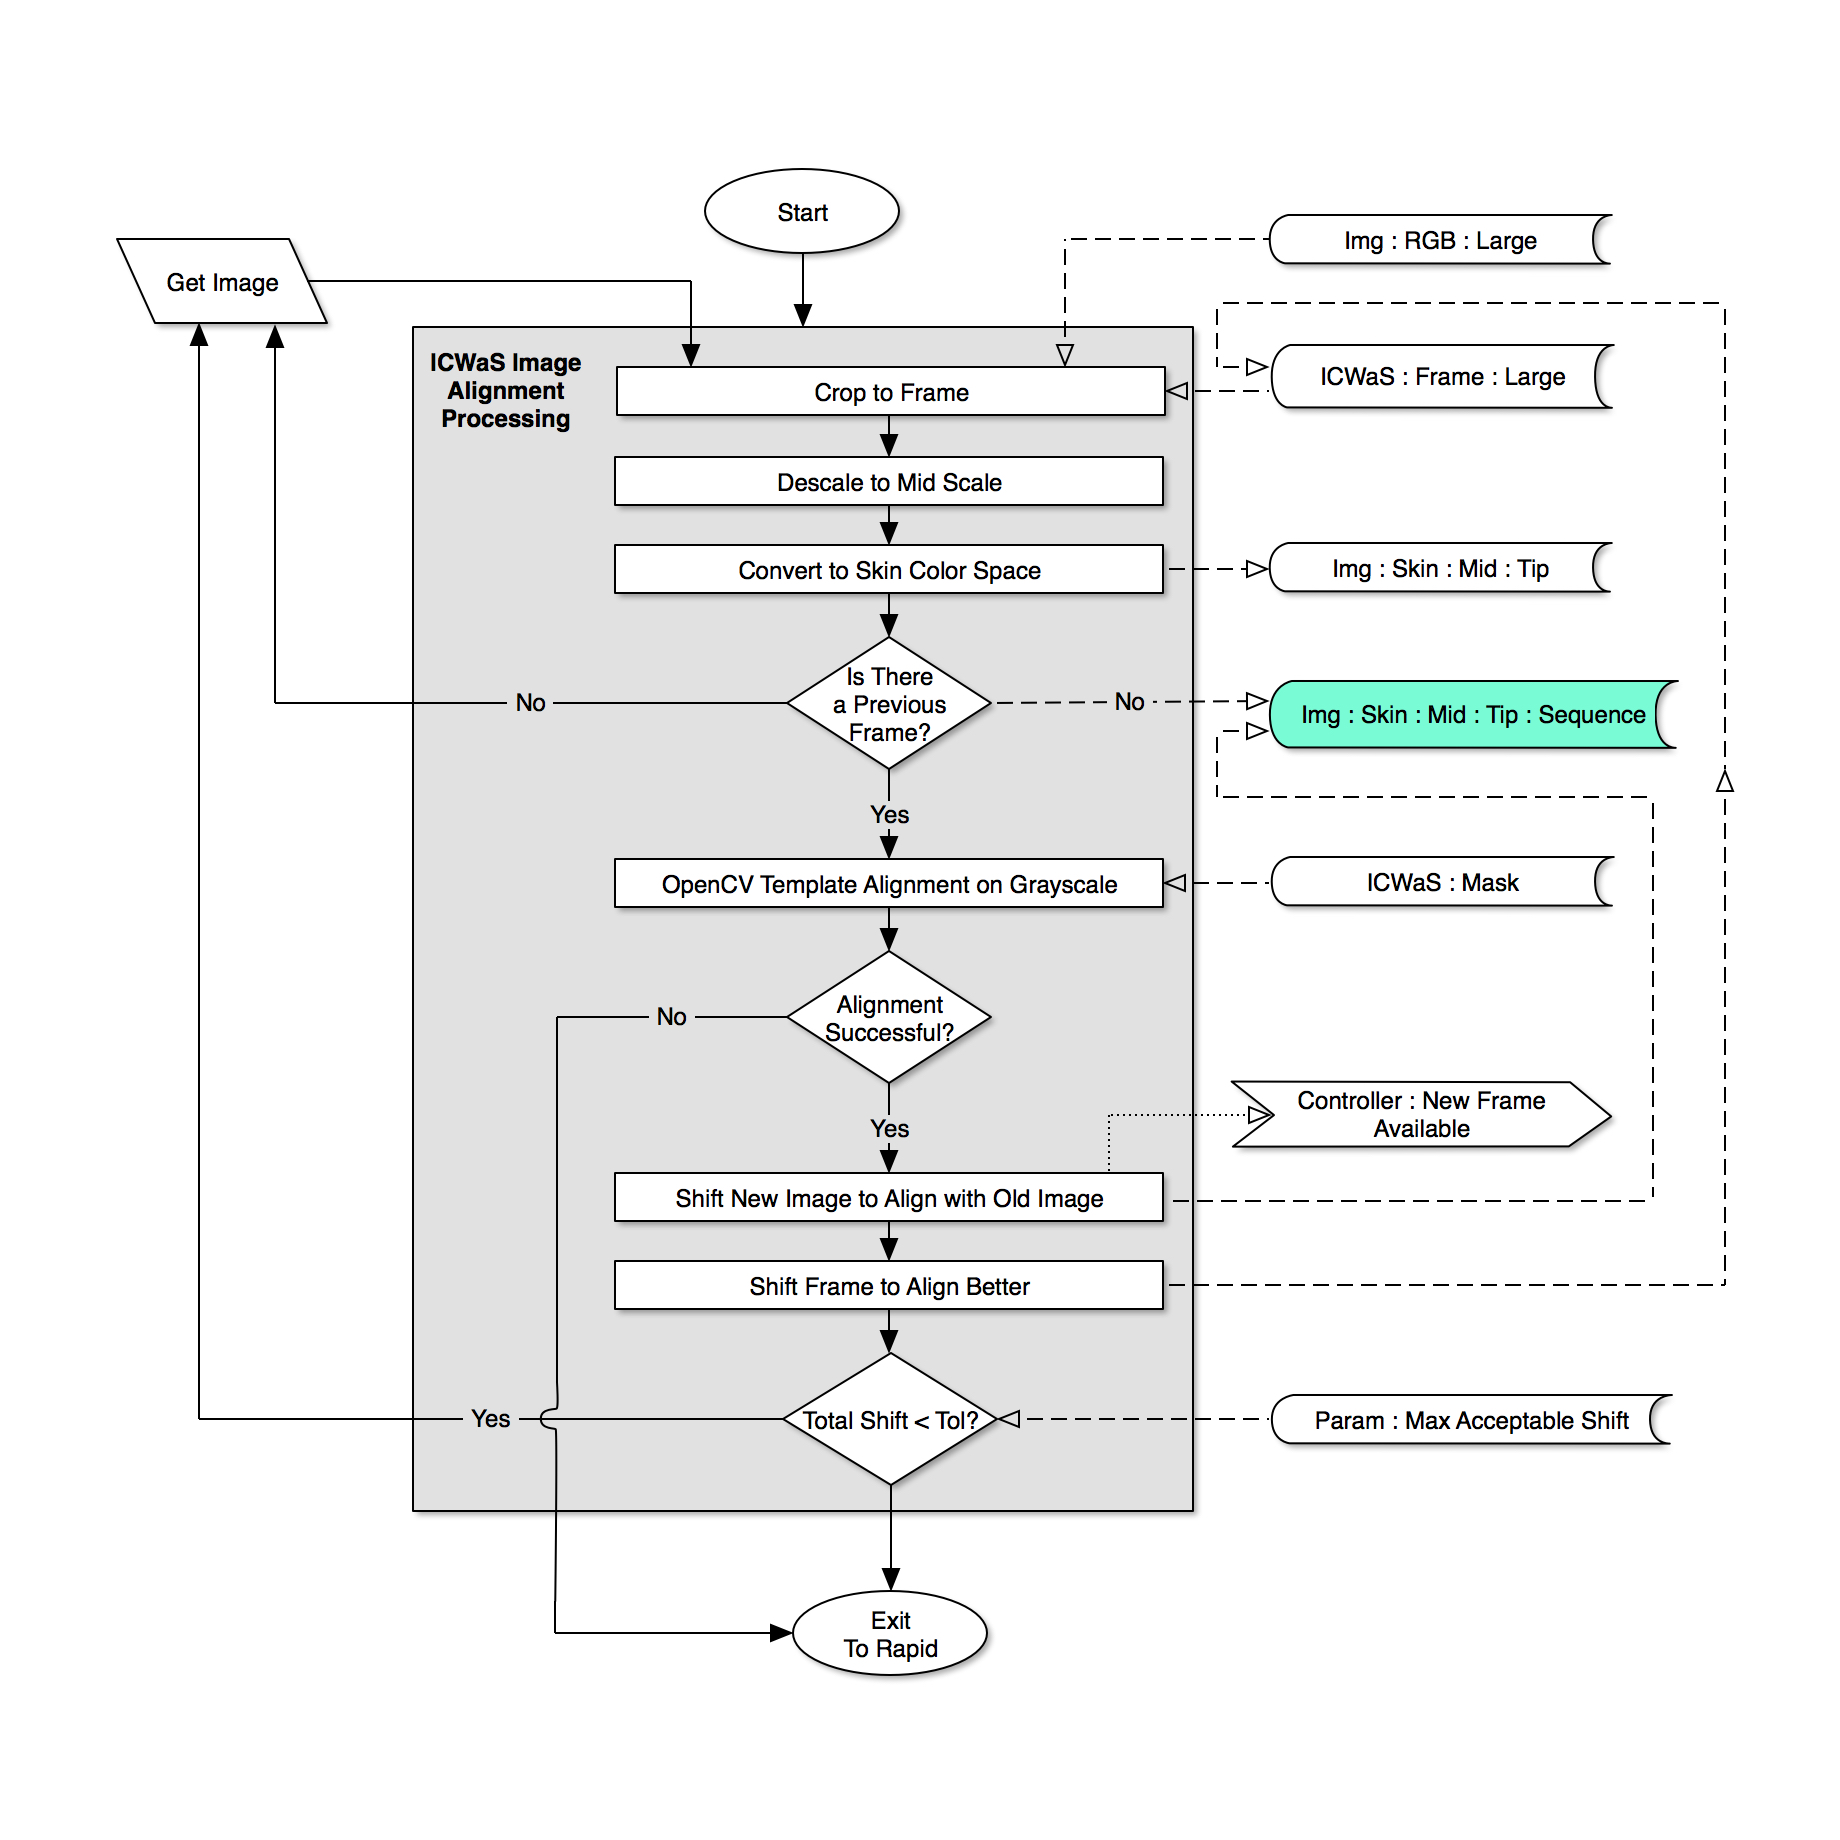 Start
Img : RGB : Large
Get Image
ICWaS Image
Alignment
Processing
Crop to Frame
ICWaS : Frame : Large
Descale to Mid Scale
Convert to Skin Color Space
Img : Skin : Mid : Tip
Is There
a Previous
Frame?
No
No
Img : Skin : Mid : Tip : Sequence
Yes
OpenCV Template Alignment on Grayscale
ICWaS : Mask
Alignment
Successful?
No
Yes
Controller : New Frame
Available
Shift New Image to Align with Old Image
Shift Frame to Align Better
Total Shift < Tol?
Yes
Param : Max Acceptable Shift
Exit
To Rapid